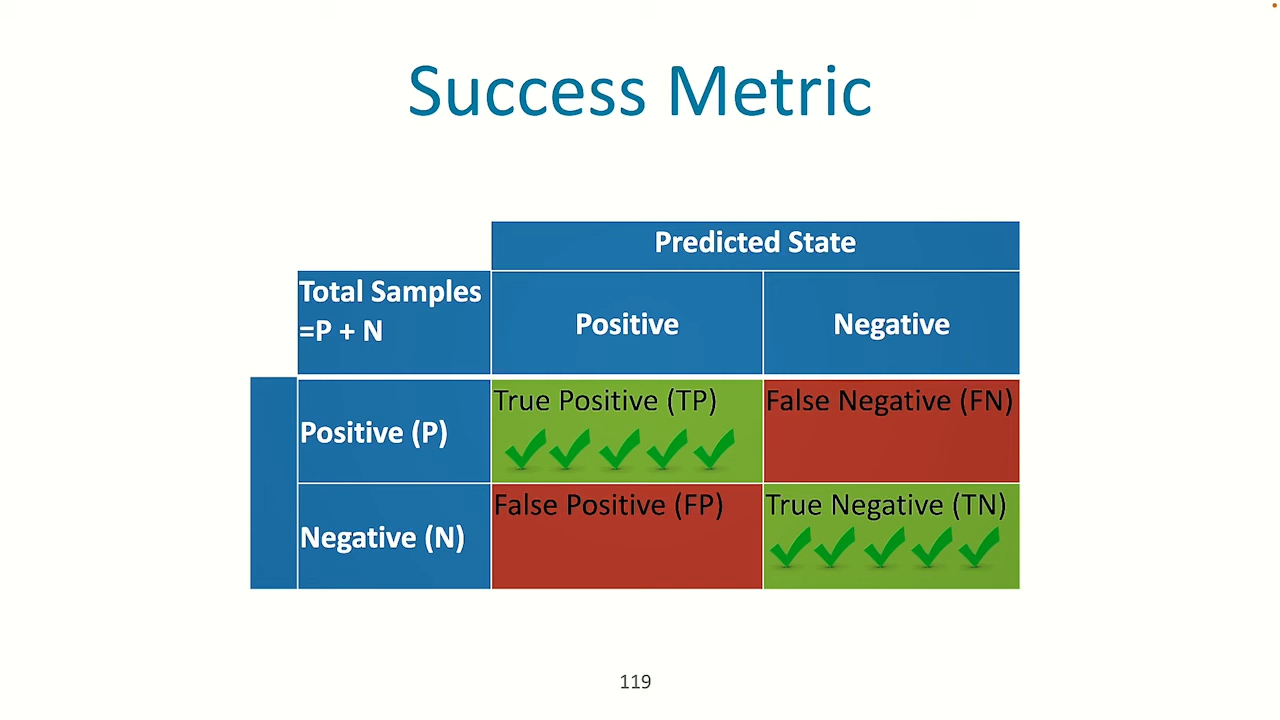 Success Metric
Predicted State
Total Samples
=P + N
Positive
Negative
Positive (P)
True Positive (TP)
False Negative (FN)
Negative (N)
False Positive (FP)
True Negative (TN)
119